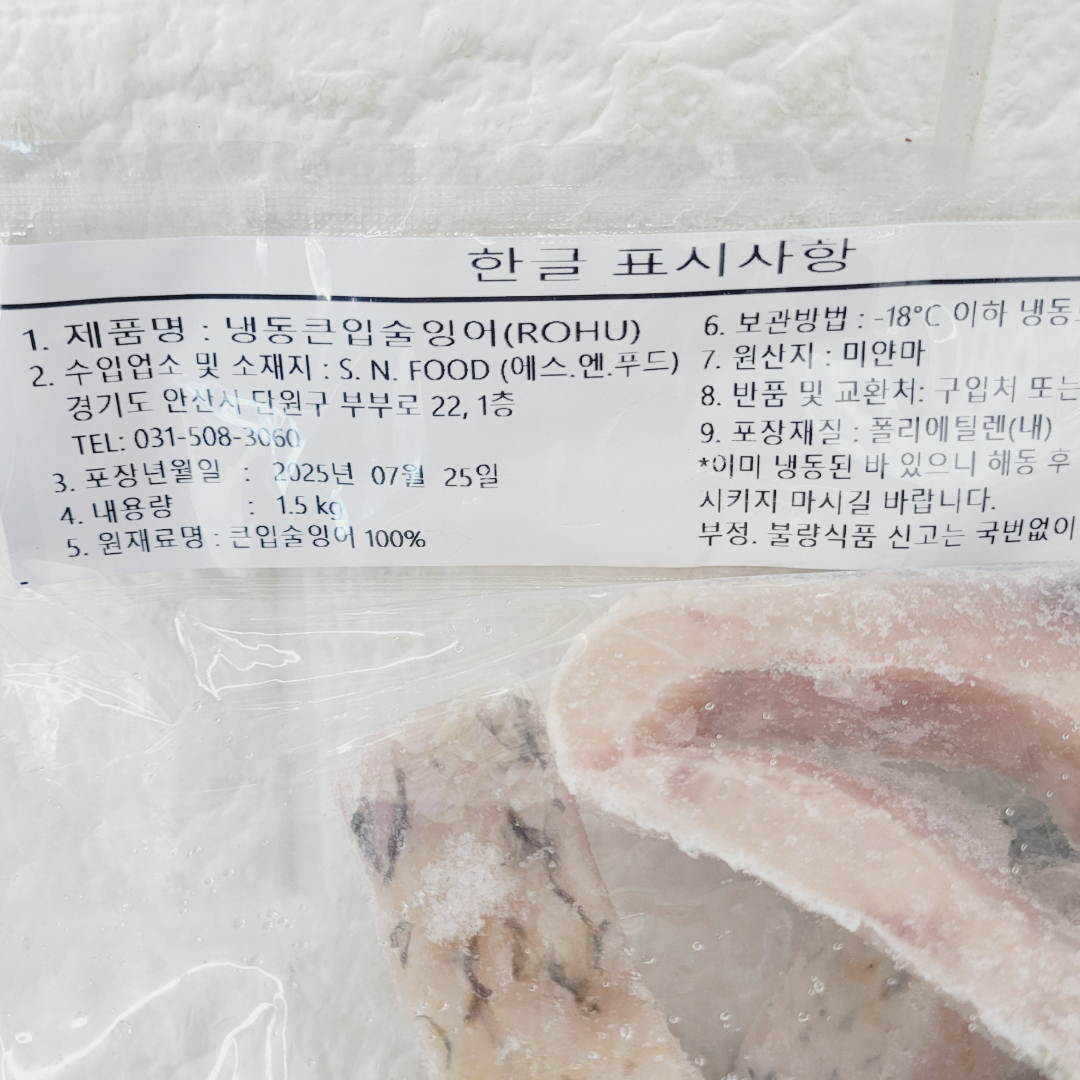 한글 표시사항
1. 제품명 : 냉동큰입술잉어(ROHU)
2. 수입업소 및 소재지 : S. N. FOOD (에스.엔.푸드)
경기도 안산시 단원구 부부로 22, 1층
TEL: 031-508-3060
3. 포장년월일 : 2025년 07월 25일
4. 내용량 : 1.5 kg
5. 원재료명 : 큰입술잉어 100%
6. 보관방법 : -18°C 이하 냉동
7. 원산지 : 미얀마
8. 반품 및 교환처: 구입처 또는
9. 포장재질 : 폴리에틸렌(내)
*이미 냉동된 바 있으니 해동 후
시키지 마시길 바랍니다.
부정. 불량식품 신고는 국번없이